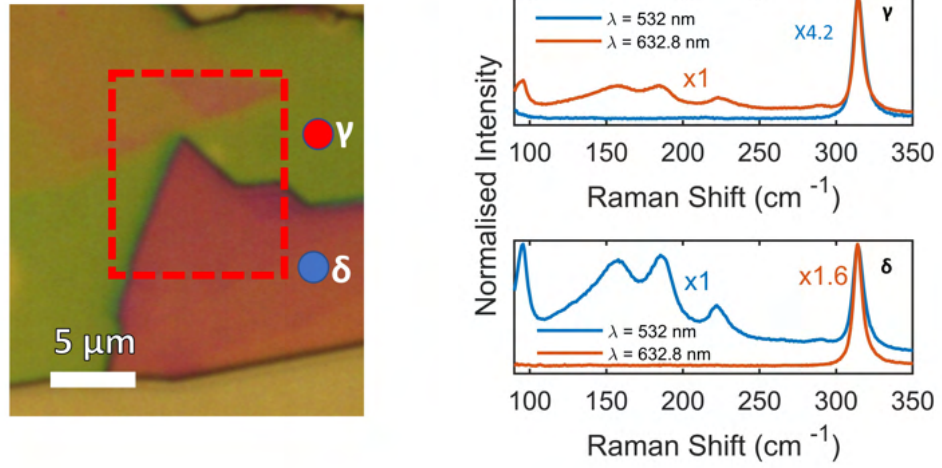 γ
δ
5 μm
Normalised Intensity
λ = 532 nm
λ = 632.8 nm
X4.2
γ
x1
100 150 200 250 300 350
Raman Shift (cm -1)
x1
x1.6
δ
λ = 532 nm
λ = 632.8 nm
100 150 200 250 300 350
Raman Shift (cm -1)